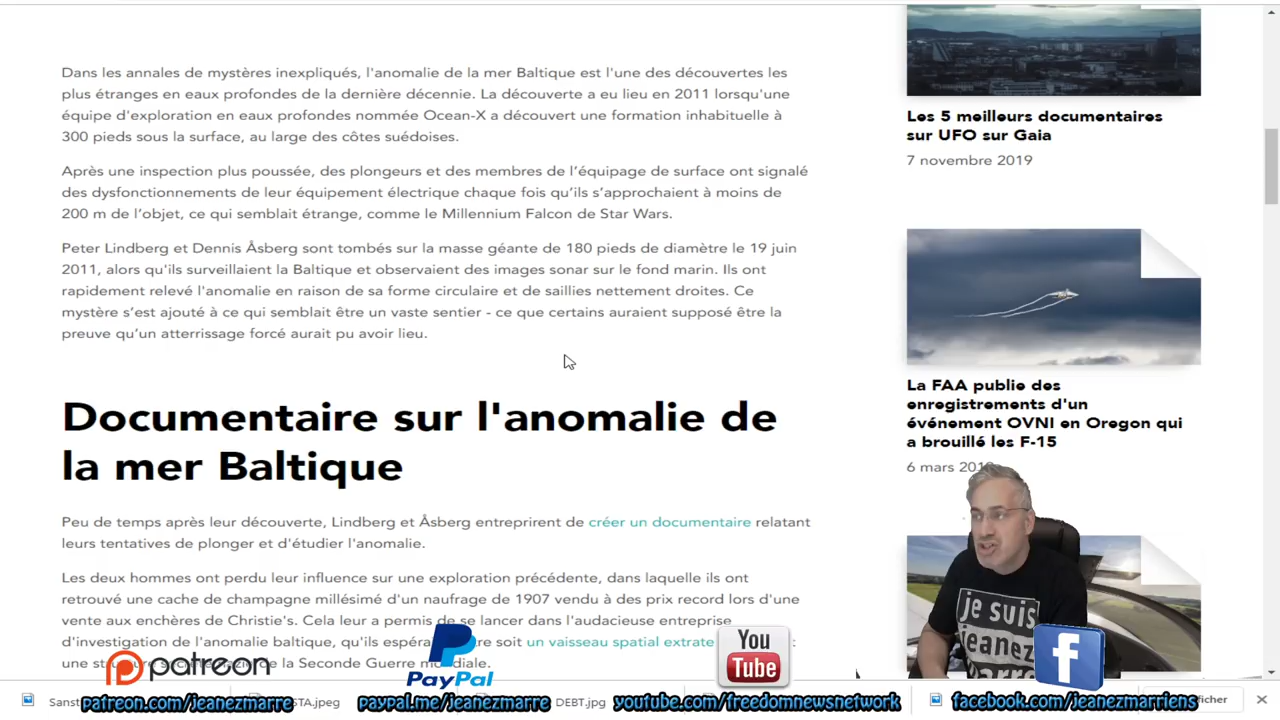 Dans les annales de mystères inexpliqués, l'anomalie de la mer Baltique est l'une des découvertes les
plus étranges en eaux profondes de la dernière décennie. La découverte a eu lieu en 2011 lorsqu'une
équipe d'exploration en eaux profondes nommée Ocean-X a découvert une formation inhabituelle à
300 pieds sous la surface, au large des côtes suédoises.
Après une inspection plus poussée, des plongeurs et des membres de l'équipage de surface ont signalé
des dysfonctionnements de leur équipement électrique chaque fois qu'ils s'approchaient à moins de
200 m de l'objet, ce qui semblait étrange, comme le Millennium Falcon de Star Wars.
Peter Lindberg et Dennis Åsberg sont tombés sur la masse géante de 180 pieds de diamètre le 19 juin
2011, alors qu'ils surveillaient la Baltique et observaient des images sonar sur le fond marin. Ils ont
rapidement relevé l'anomalie en raison de sa forme circulaire et de saillies nettement droites. Ce
mystère s'est ajouté à ce qui semblait être un vaste sentier - ce que certains auraient supposé être la
preuve qu'un atterrissage forcé aurait pu avoir lieu.
Documentaire sur l'anomalie de
la mer Baltique
Peu de temps après leur découverte, Lindberg et Åsberg entreprirent de créer un documentaire relatant
leurs tentatives de plonger et d'étudier l'anomalie.
Les deux hommes ont perdu leur influence sur une exploration précédente, dans laquelle ils ont
retrouvé une cache de champagne millésimé d'un naufrage de 1907 vendu à des prix record lors d'une
vente aux enchères de Christie's. Cela leur a permis de se lancer dans l'audacieuse entreprise
d'investigation de l'anomalie baltique, qu'ils soit un vaisseau spatial
une de la Seconde Guerre mondiale.
Les 5 meilleurs documentaires
sur UFO sur Gaia
7 novembre 2019
La FAA publie des
enregistrements d'un
événement OVNI en Oregon qui
a brouillé les F-15
6 mars
je suis
jeanez
marre
patreon
PayPal
You
Tube
f
patreon.com/jeanezmarre
paypal.me/jeanezmarre
youtube.com/freedomnewsnetwork
facebook.com/jeanezmarriens
DEBT.jpg